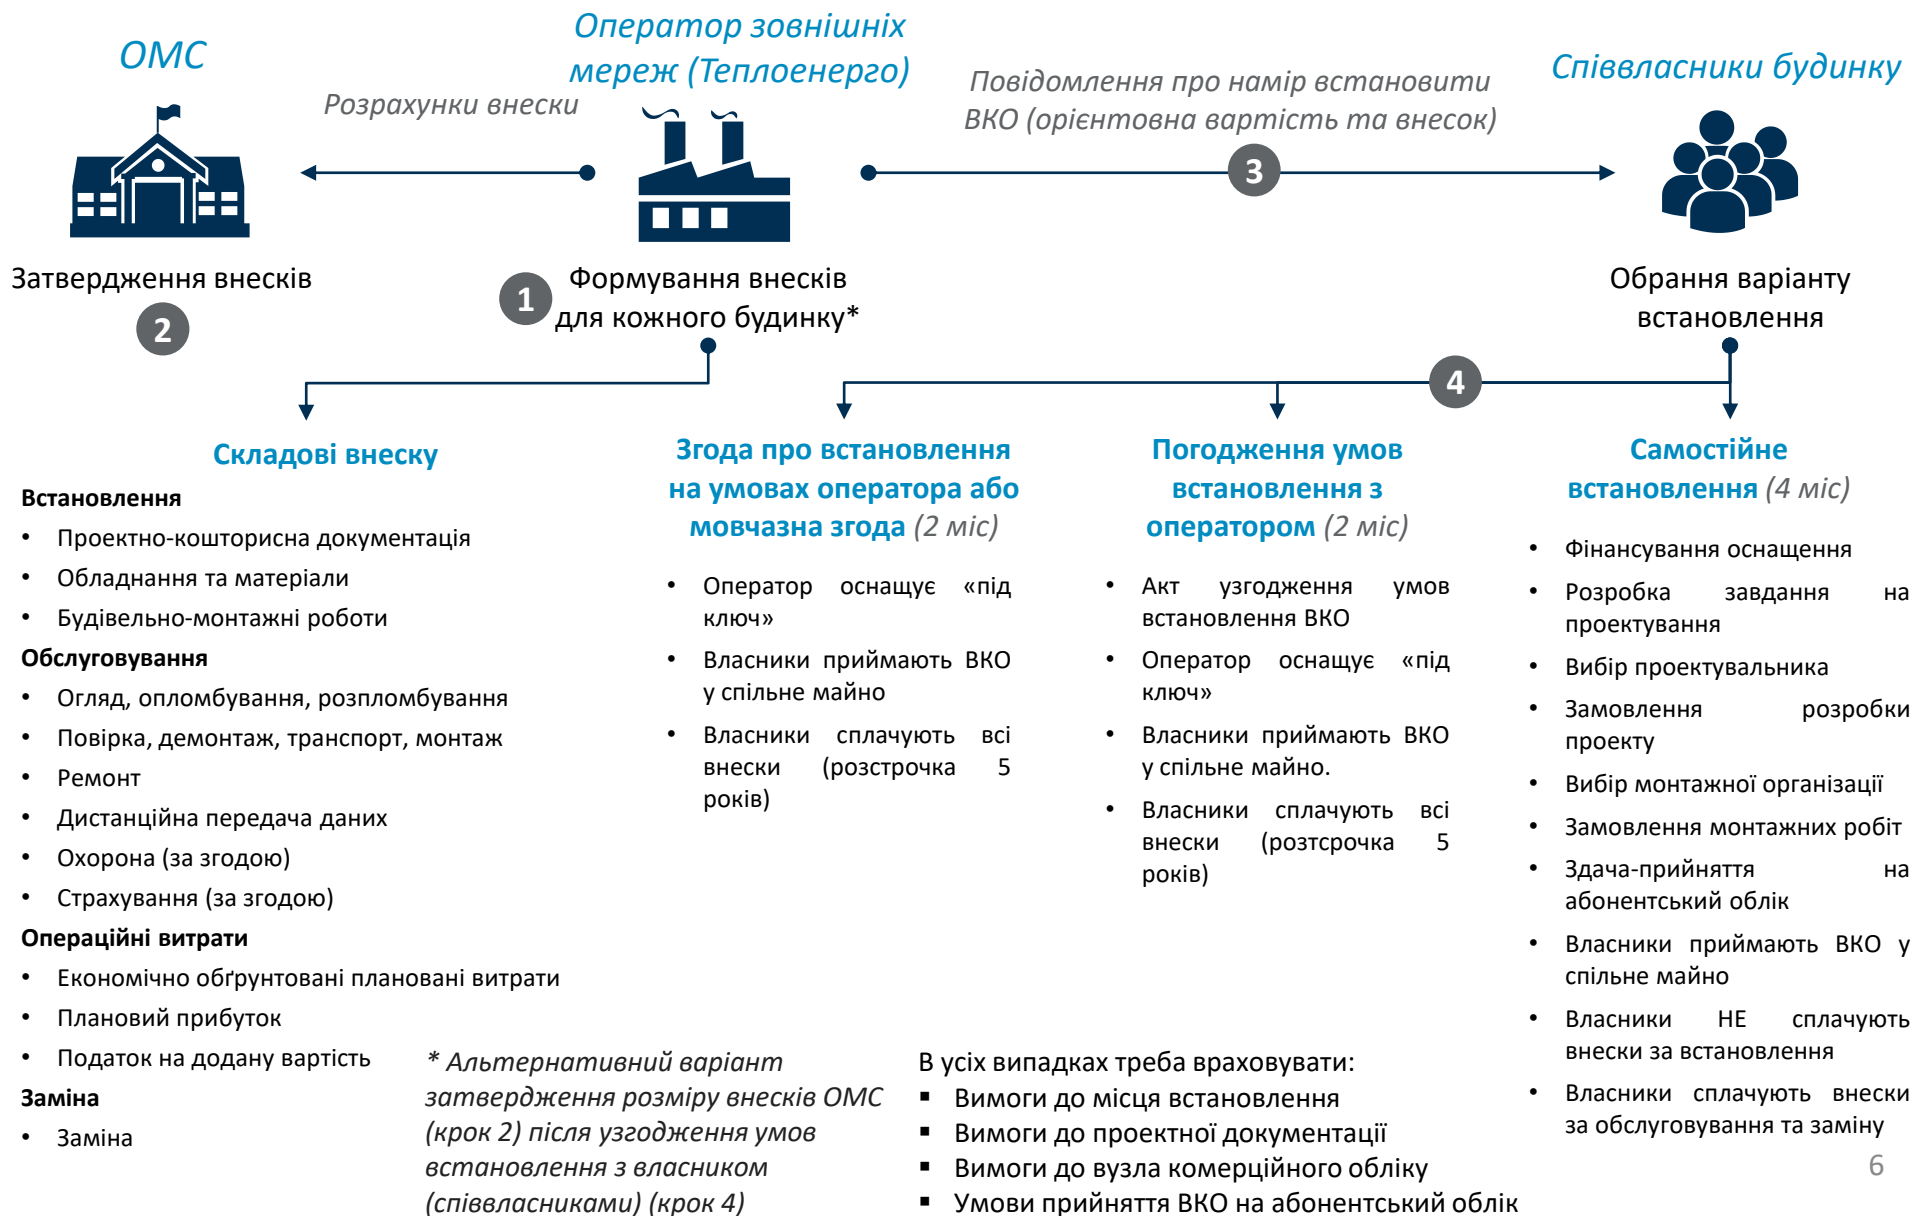 ОМС
Оператор зовнішніх
мереж (Теплоенерго)
Співвласники будинку
Розрахунки внески
Повідомлення про намір встановити
ВКО (орієнтовна вартість та внесок)
3
Затвердження внесків
2
1
Формування внесків
для кожного будинку*
Обрання варіанту
встановлення
4
Складові внеску
Встановлення
• Проектно-кошторисна документація
• Обладнання та матеріали
• Будівельно-монтажні роботи
Обслуговування
• Огляд, опломбування, розпломбування
• Повірка, демонтаж, транспорт, монтаж
• Ремонт
• Дистанційна передача даних
• Охорона (за згодою)
• Страхування (за згодою)
Операційні витрати
• Економічно обґрунтовані плановані витрати
• Плановий прибуток
• Податок на додану вартість
Заміна
• Заміна
Згода про встановлення
на умовах оператора або
мовчазна згода (2 міс)
• Оператор оснащує «під
ключ»
• Власники приймають ВКО
у спільне майно
• Власники сплачують всі
внески (розстрочка 5
років)
Погодження умов
встановлення з
оператором (2 міс)
• Акт узгодження умов
встановлення ВКО
• Оператор оснащує «під
ключ»
• Власники приймають ВКО
у спільне майно.
• Власники сплачують всі
внески (розтсрочка 5
років)
Самостійне
встановлення (4 міс)
• Фінансування оснащення
• Розробка завдання на
проектування
• Вибір проектувальника
• Замовлення розробки
проекту
• Вибір монтажної організації
• Замовлення монтажних робіт
• Здача-прийняття на
абонентський облік
• Власники приймають ВКО у
спільне майно
• Власники НЕ сплачують
внески за встановлення
• Власники сплачують внески
за обслуговування та заміну
* Альтернативний варіант
затвердження розміру внесків ОМС
(крок 2) після узгодження умов
встановлення з власником
(співвласниками) (крок 4)
В усіх випадках треба враховувати:
▪ Вимоги до місця встановлення
▪ Вимоги до проектної документації
▪ Вимоги до вузла комерційного обліку
▪ Умови прийняття ВКО на абонентський облік
6